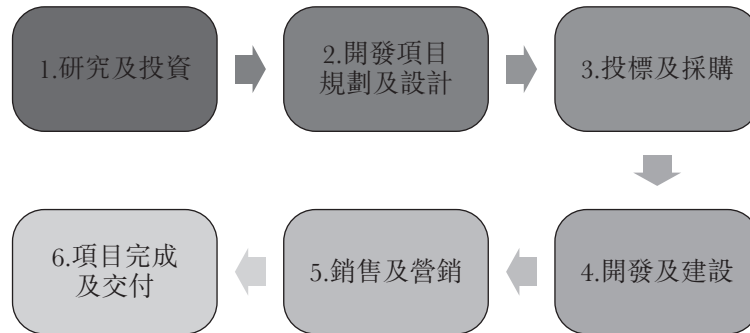 1.研究及投資
2.開發項目
規劃及設計
3.投標及採購
4.開發及建設
5.銷售及營銷
6.項目完成
及交付